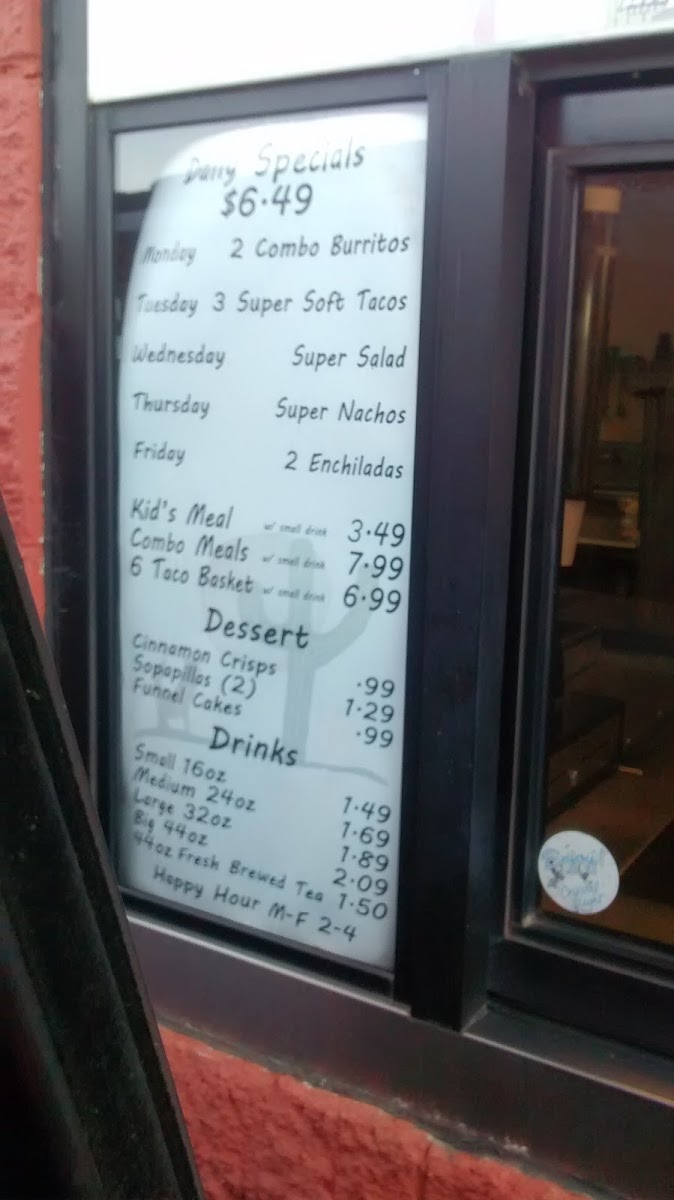 Daily Specials
$6.49
Monday 2 Combo Burritos
Tuesday 3 Super Soft Tacos
Wednesday Super Salad
Thursday Super Nachos
Friday 2 Enchiladas
Kid's Meal w/ small drink 3.49
Combo Meals w/ small drink 7.99
6 Taco Basket w/ small drink 6.99
Dessert
Cinnamon Crisps .99
Sopapillas (2) 1.29
Funnel Cakes .99
Drinks
Small 16oz 1.49
Medium 24oz 1.69
Large 32oz 1.89
Big 44oz 2.09
44oz Fresh Brewed Tea 1.50
Happy Hour M-F 2-4